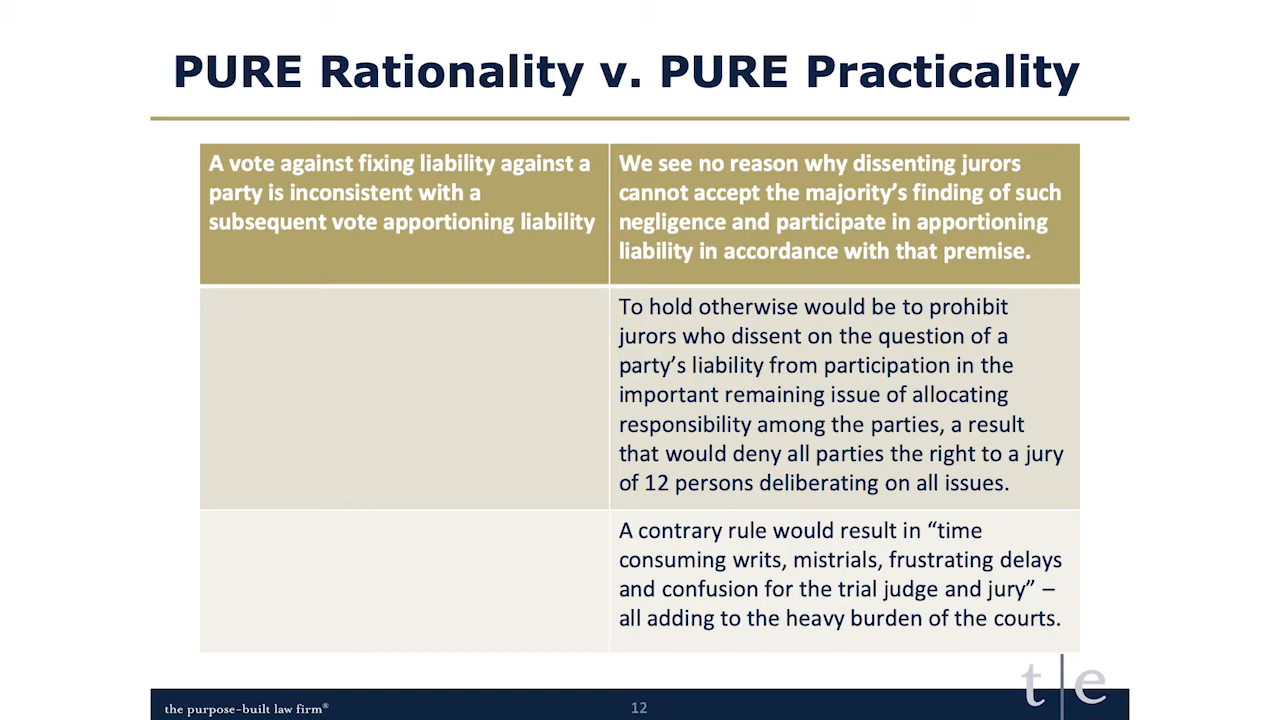 PURE Rationality v. PURE Practicality
A vote against fixing liability against a
party is inconsistent with a
subsequent vote apportioning liability
We see no reason why dissenting jurors
cannot accept the majority’s finding of such
negligence and participate in apportioning
liability in accordance with that premise.
To hold otherwise would be to prohibit
jurors who dissent on the question of a
party’s liability from participation in the
important remaining issue of allocating
responsibility among the parties, a result
that would deny all parties the right to a jury
of 12 persons deliberating on all issues.
A contrary rule would result in “time
consuming writs, mistrials, frustrating delays
and confusion for the trial judge and jury” –
all adding to the heavy burden of the courts.
the purpose-built law firm®
12
t|e